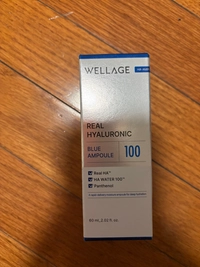 WELLAGE
REAL
HYALURONIC
BLUE
AMPOULE
100
Real HA
HA WATER 100
Panthenol